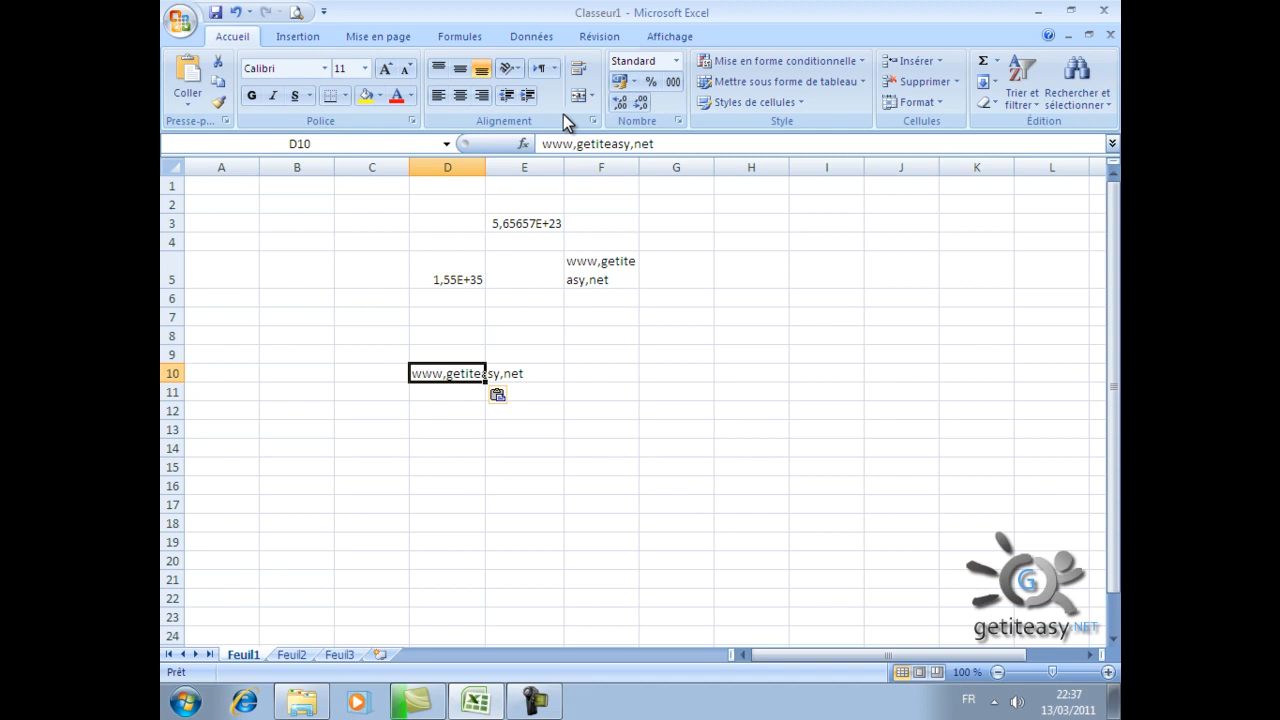 Classeur1 - Microsoft Excel
Accueil Insertion Mise en page Formules Données Révision Affichage
Coller
Presse-p...
Calibri 11
G I S
Police
Alignement
Standard
% 000
Nombre
Mise en forme conditionnelle
Mettre sous forme de tableau
Styles de cellules
Style
Insérer
Supprimer
Format
Cellules
Σ
Trier et filtrer
Rechercher et sélectionner
Édition
D10 fx www,getiteasy,net
A B C D E F G H I J K L
1
2
3 5,65657E+23
4
5 1,55E+35 www,getiteasy,net
6
7
8
9
10 www,getiteasy,net
11
12
13
14
15
16
17
18
19
20
21
22
23
24
G
getiteasy.NET
Feuil1 Feuil2 Feuil3
Prêt 100 %
FR 22:37
13/03/2011